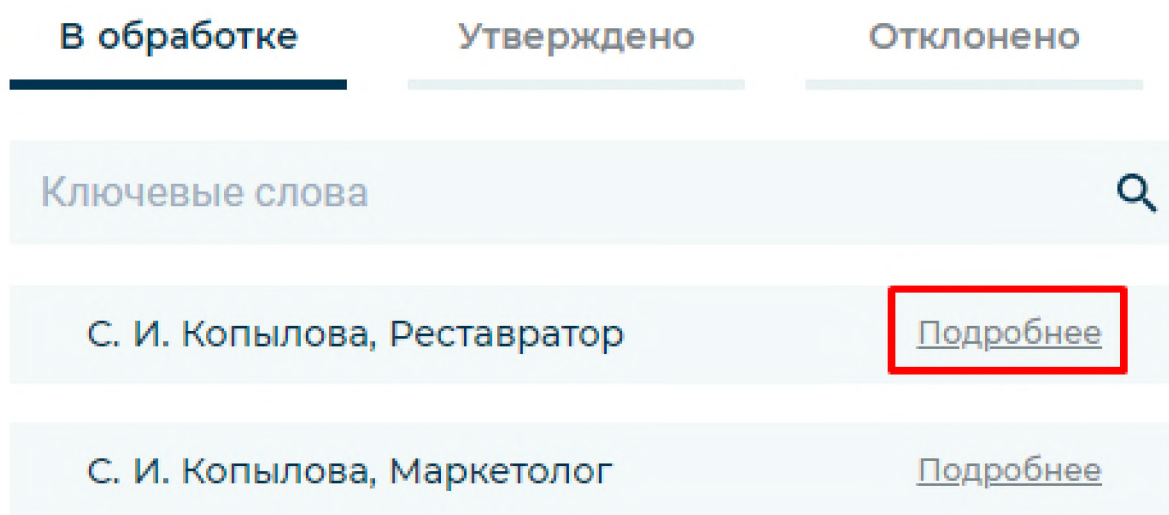 В обработке Утверждено Отклонено
Ключевые слова
С. И. Копылова, Реставратор Подробнее
С. И. Копылова, Маркетолог Подробнее